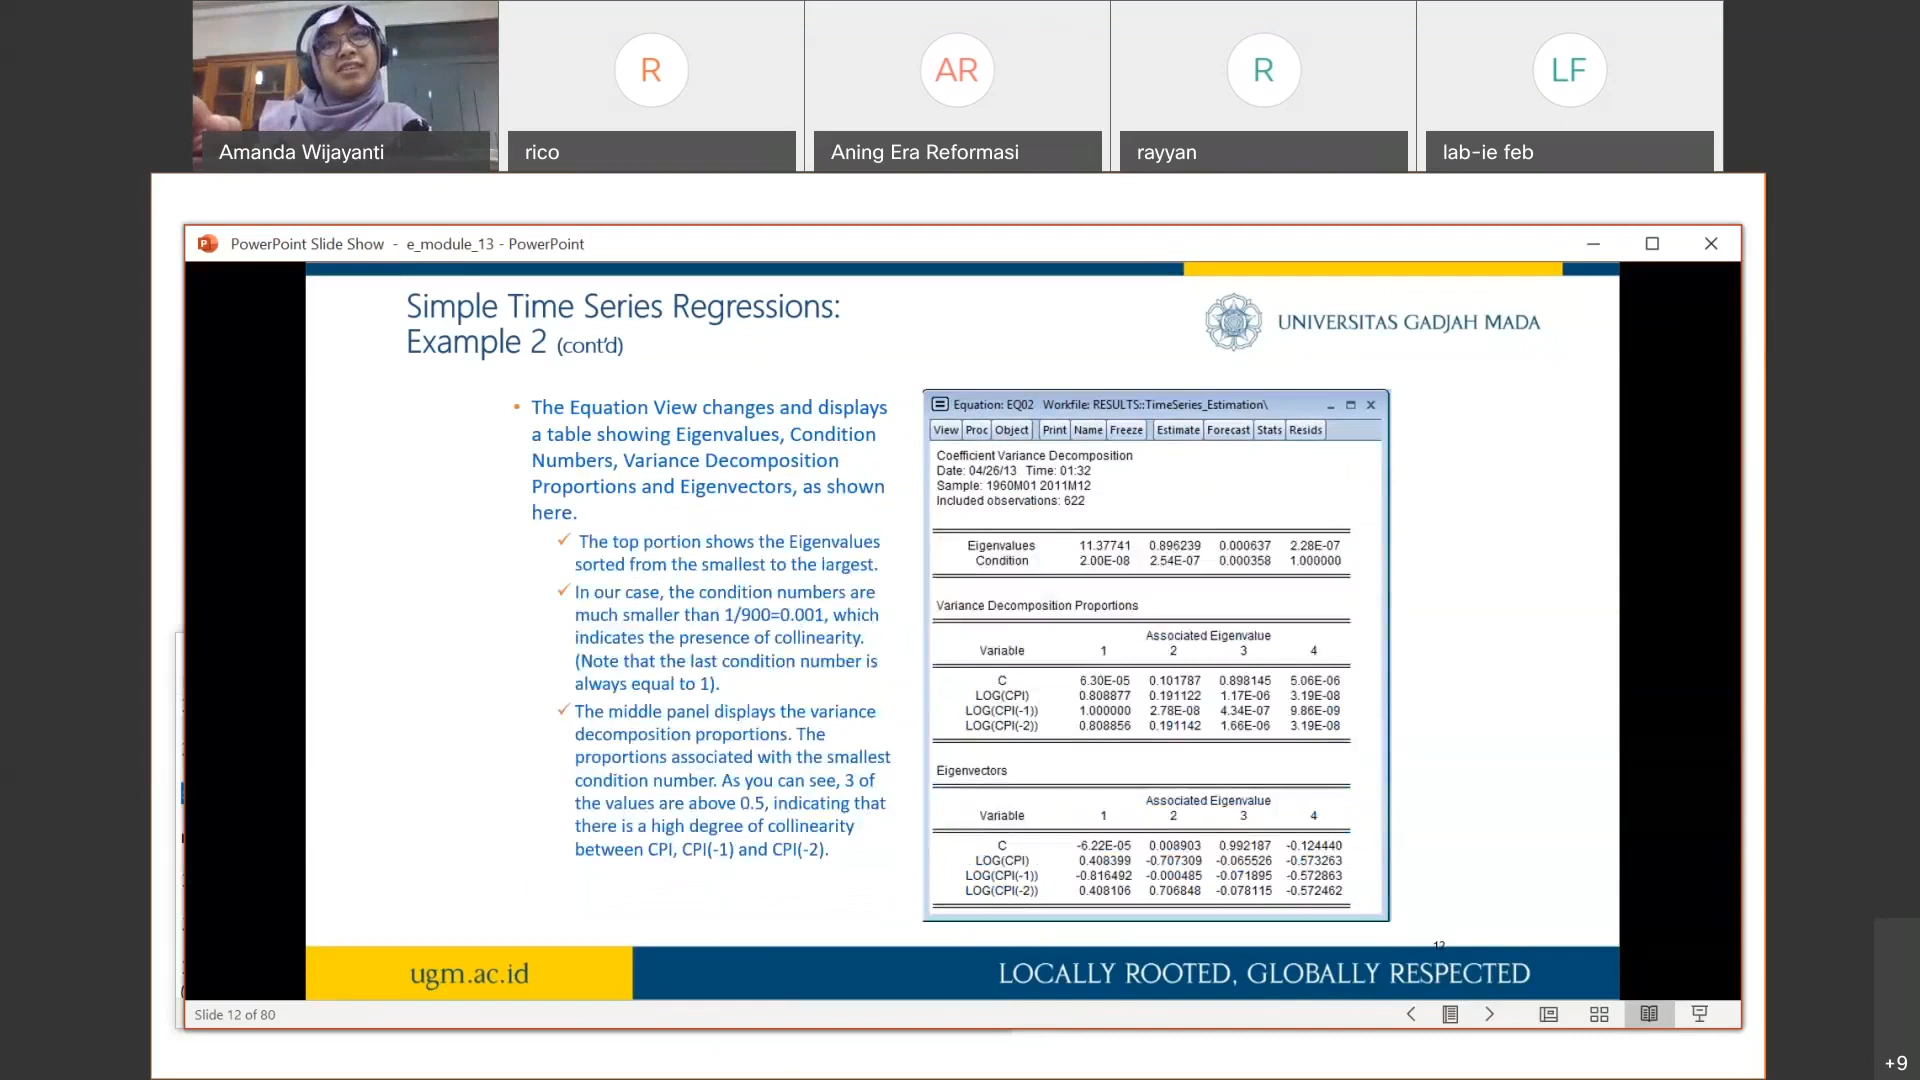 R
AR
R
LF
Amanda Wijayanti
rico
Aning Era Reformasi
rayyan
lab-ie feb
PowerPoint Slide Show - e_module_13 - PowerPoint
Simple Time Series Regressions:
Example 2 (cont'd)
UNIVERSITAS GADJAH MADA
• The Equation View changes and displays
a table showing Eigenvalues, Condition
Numbers, Variance Decomposition
Proportions and Eigenvectors, as shown
here.
✓ The top portion shows the Eigenvalues
sorted from the smallest to the largest.
✓ In our case, the condition numbers are
much smaller than 1/900=0.001, which
indicates the presence of collinearity.
(Note that the last condition number is
always equal to 1).
✓ The middle panel displays the variance
decomposition proportions. The
proportions associated with the smallest
condition number. As you can see, 3 of
the values are above 0.5, indicating that
there is a high degree of collinearity
between CPI, CPI(-1) and CPI(-2).
Equation: EQ02 Workfile: RESULTS::TimeSeries_Estimation\
View Proc Object Print Name Freeze Estimate Forecast Stats Resids
Coefficient Variance Decomposition
Date: 04/26/13 Time: 01:32
Sample: 1960M01 2011M12
Included observations: 622
Eigenvalues 11.37741 0.896239 0.000637 2.28E-07
Condition 2.00E-08 2.54E-07 0.000358 1.000000
Variance Decomposition Proportions
Associated Eigenvalue
Variable 1 2 3 4
C 6.30E-05 0.101787 0.898145 5.06E-06
LOG(CPI) 0.808877 0.191122 1.17E-06 3.19E-08
LOG(CPI(-1)) 1.000000 2.78E-08 4.34E-07 9.86E-09
LOG(CPI(-2)) 0.808856 0.191142 1.66E-06 3.19E-08
Eigenvectors
Associated Eigenvalue
Variable 1 2 3 4
C -6.22E-05 0.008903 0.992187 -0.124440
LOG(CPI) 0.408399 -0.707309 -0.065526 -0.573263
LOG(CPI(-1)) -0.816492 -0.000485 -0.071895 -0.572863
LOG(CPI(-2)) 0.408106 0.706848 -0.078115 -0.572462
12
ugm.ac.id
LOCALLY ROOTED, GLOBALLY RESPECTED
Slide 12 of 80
+9